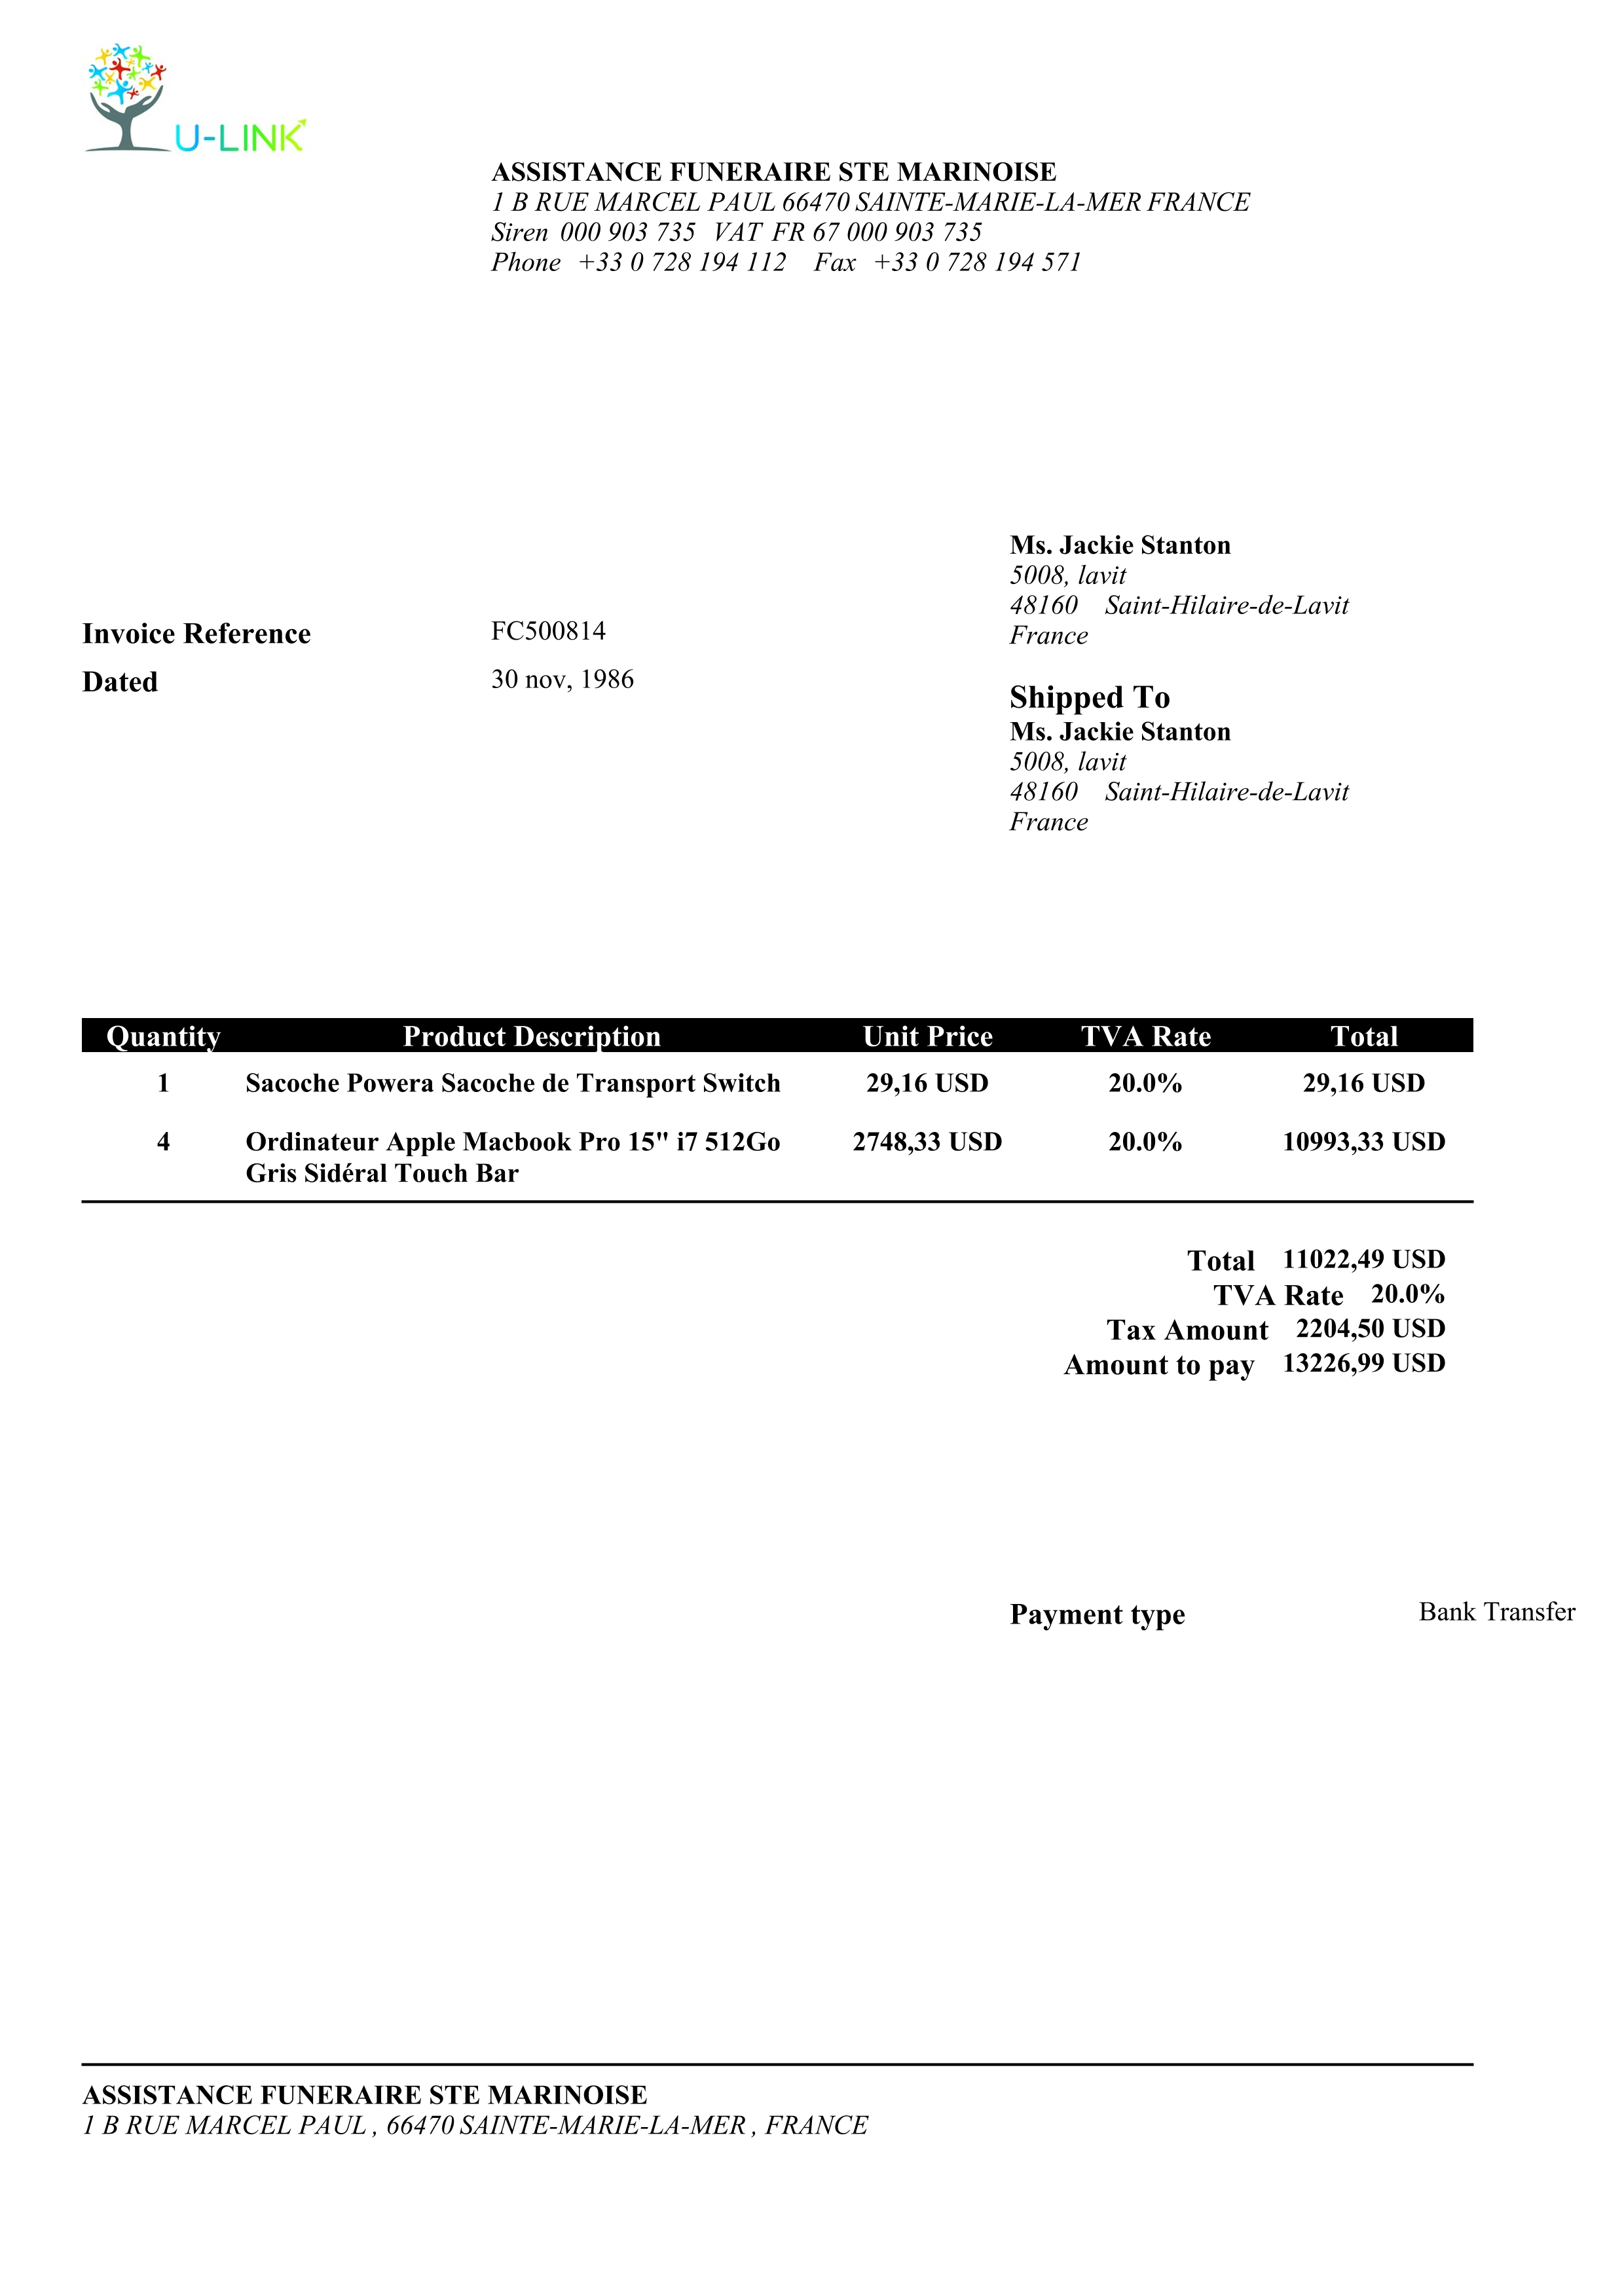 U-LINK
ASSISTANCE FUNERAIRE STE MARINOISE
1 B RUE MARCEL PAUL 66470 SAINTE-MARIE-LA-MER FRANCE
Siren 000 903 735 VAT FR 67 000 903 735
Phone +33 0 728 194 112 Fax +33 0 728 194 571
Ms. Jackie Stanton
5008, lavit
48160 Saint-Hilaire-de-Lavit
France
Invoice Reference FC500814
Dated 30 nov, 1986
Shipped To
Ms. Jackie Stanton
5008, lavit
48160 Saint-Hilaire-de-Lavit
France
Quantity Product Description Unit Price TVA Rate Total
1 Sacoche Powera Sacoche de Transport Switch 29,16 USD 20.0% 29,16 USD
4 Ordinateur Apple Macbook Pro 15" i7 512Go 2748,33 USD 20.0% 10993,33 USD
Gris Sidéral Touch Bar
Total 11022,49 USD
TVA Rate 20.0%
Tax Amount 2204,50 USD
Amount to pay 13226,99 USD
Payment type Bank Transfer
ASSISTANCE FUNERAIRE STE MARINOISE
1 B RUE MARCEL PAUL , 66470 SAINTE-MARIE-LA-MER , FRANCE